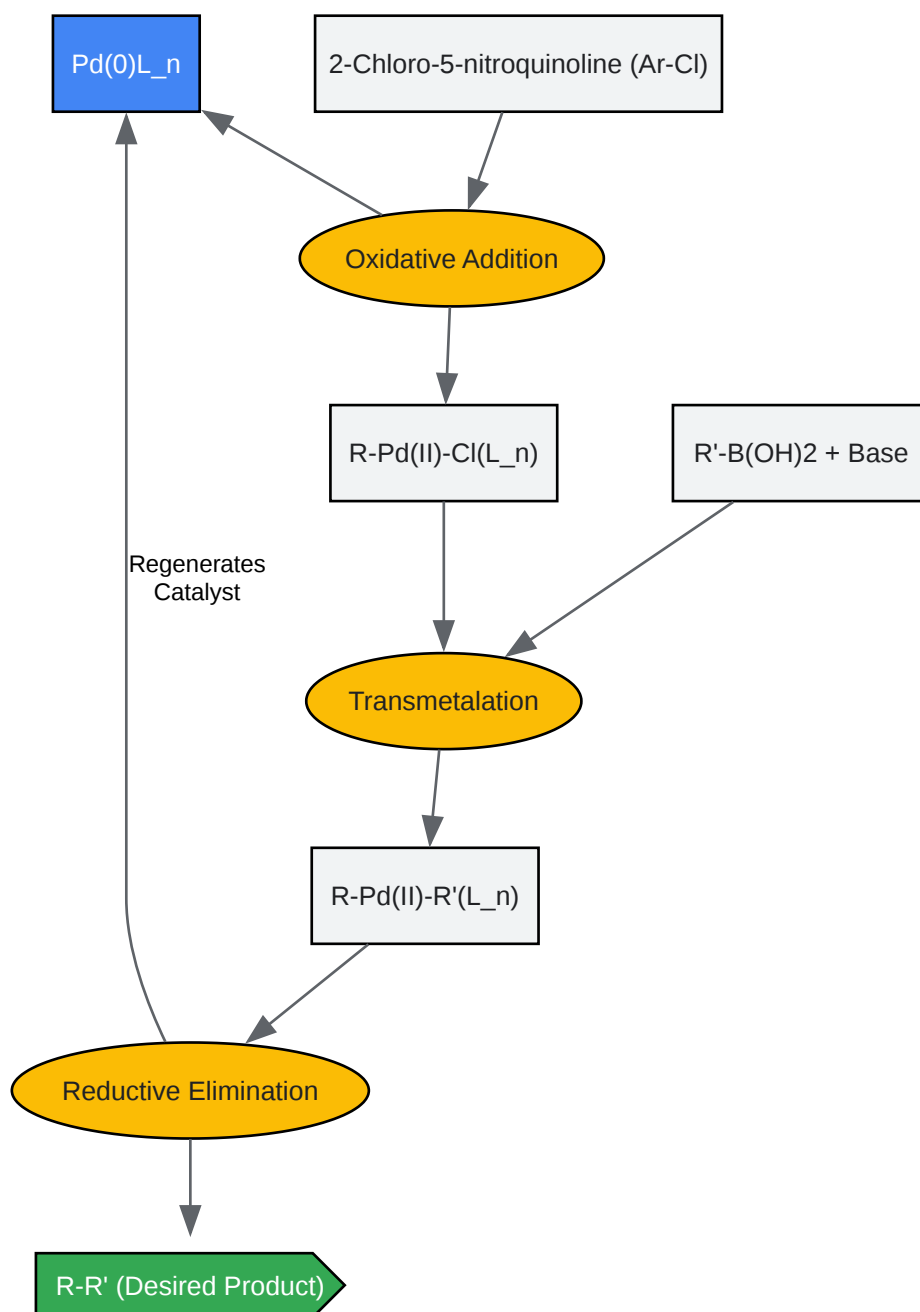 Pd(0)L_n
2-Chloro-5-nitroquinoline (Ar-Cl)
Oxidative Addition
R-Pd(II)-Cl(L_n)
R'-B(OH)2 + Base
Regenerates
Catalyst
Transmetalation
R-Pd(II)-R'(L_n)
Reductive Elimination
R-R' (Desired Product)